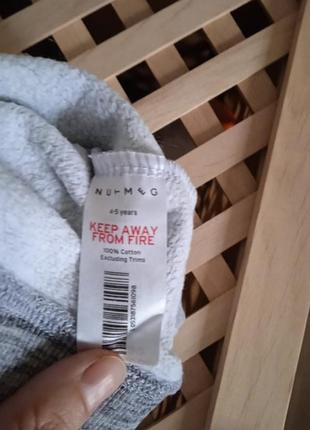 NUTMEG
4-5 years
KEEP AWAY
FROM FIRE
100% Cotton
Excluding Trims